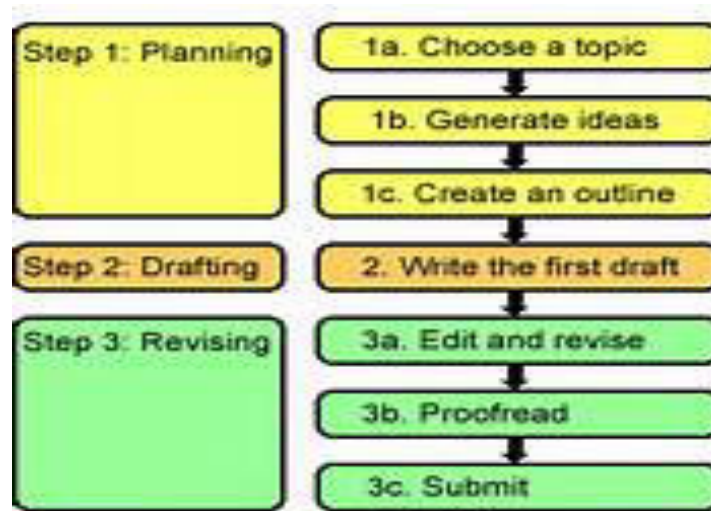 Step 1: Planning
1a. Choose a topic
1b. Generate ideas
1c. Create an outline
Step 2: Drafting
2. Write the first draft
Step 3: Revising
3a. Edit and revise
3b. Proofread
3c. Submit